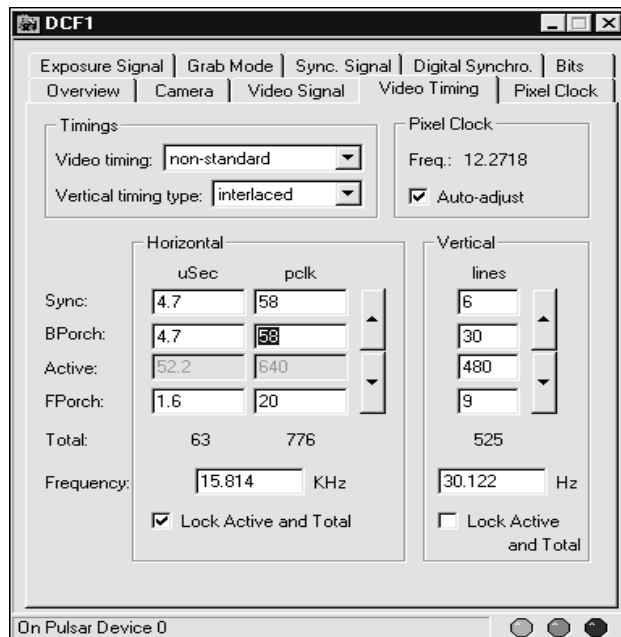 DCF1
Exposure Signal Grab Mode Sync. Signal Digital Synchro. Bits
Overview Camera Video Signal Video Timing Pixel Clock
Timings
Video timing: non-standard
Vertical timing type: interlaced
Pixel Clock
Freq.: 12.2718
Auto-adjust
Horizontal
Vertical
uSec pclk lines
Sync: 4.7 58 6
BPorch: 4.7 58 30
Active: 52.2 640 480
FPorch: 1.6 20 9
Total: 63 776 525
Frequency: 15.814 KHz 30.122 Hz
Lock Active and Total
Lock Active
and Total
On Pulsar Device 0